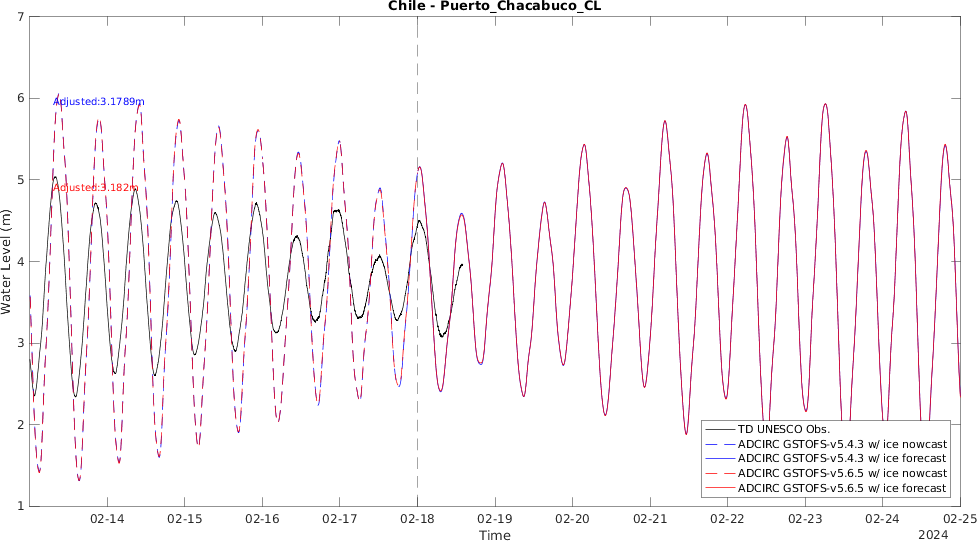 Chile - Puerto_Chacabuco_CL
7
6
5
4
3
2
1
Water Level (m)
Adjusted:3.1789m
Adjusted:3.182m
TD UNESCO Obs.
ADCIRC GSTOFS-v5.4.3 w/ ice nowcast
ADCIRC GSTOFS-v5.4.3 w/ ice forecast
ADCIRC GSTOFS-v5.6.5 w/ ice nowcast
ADCIRC GSTOFS-v5.6.5 w/ ice forecast
02-14 02-15 02-16 02-17 02-18 02-19 02-20 02-21 02-22 02-23 02-24 02-25
Time
2024